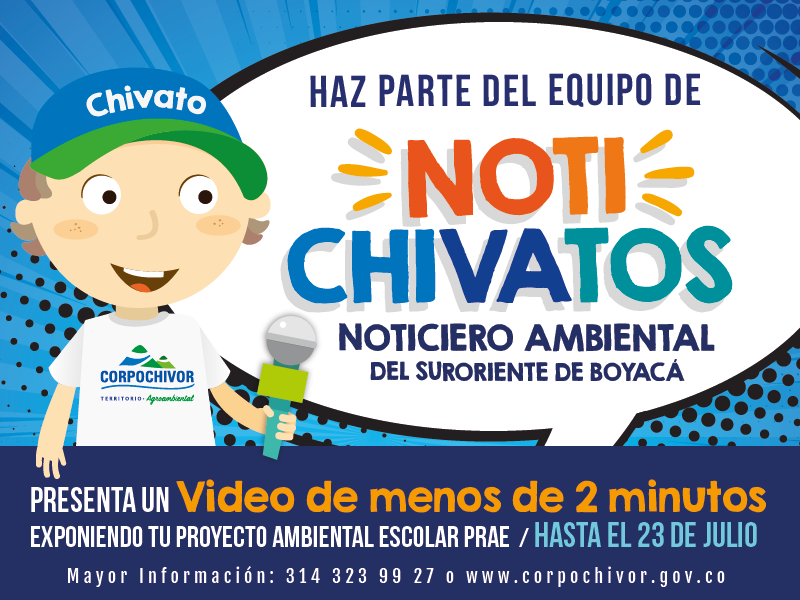 Chivato
HAZ PARTE DEL EQUIPO DE
NOTI
CHIVATOS
NOTICIERO AMBIENTAL
DEL SURORIENTE DE BOYACÁ
CORPOCHIVOR
TERRITORIO · Agroambiental
PRESENTA UN Video de menos de 2 minutos
EXPONIENDO TU PROYECTO AMBIENTAL ESCOLAR PRAE / HASTA EL 23 DE JULIO
Mayor Información: 314 323 99 27 o www.corpochivor.gov.co